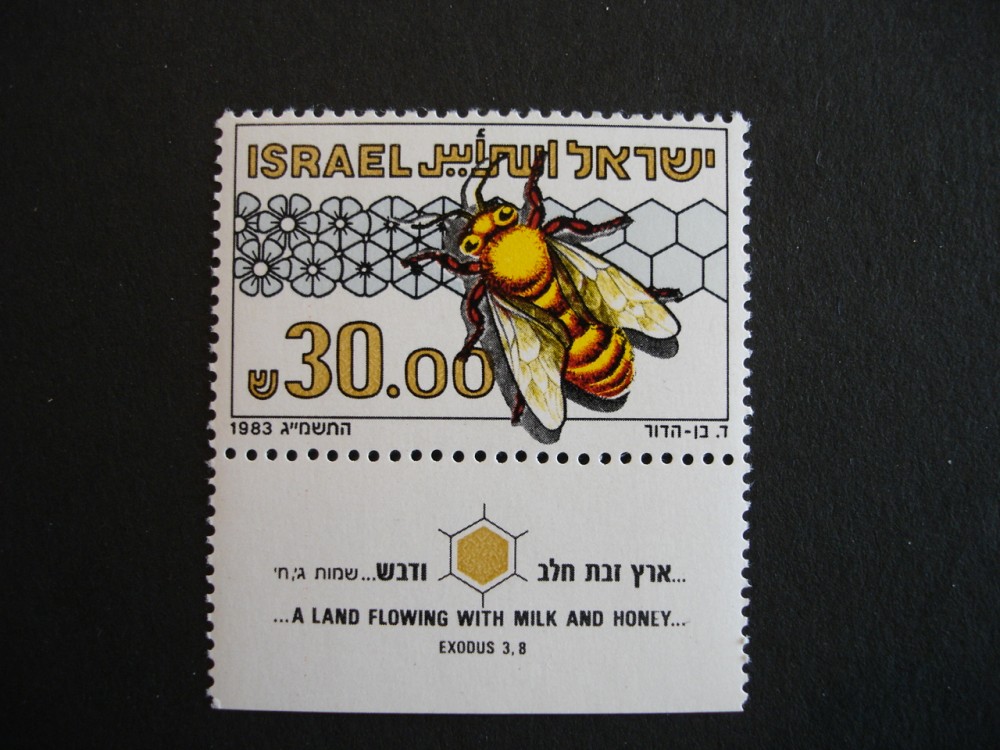 ISRAEL إسرائيل ישראל
ש 30.00
1983 התשמ"ג ד. בן-הדור
...ארץ זבת חלב ודבש... שמות ג', ח'
...A LAND FLOWING WITH MILK AND HONEY...
EXODUS 3, 8